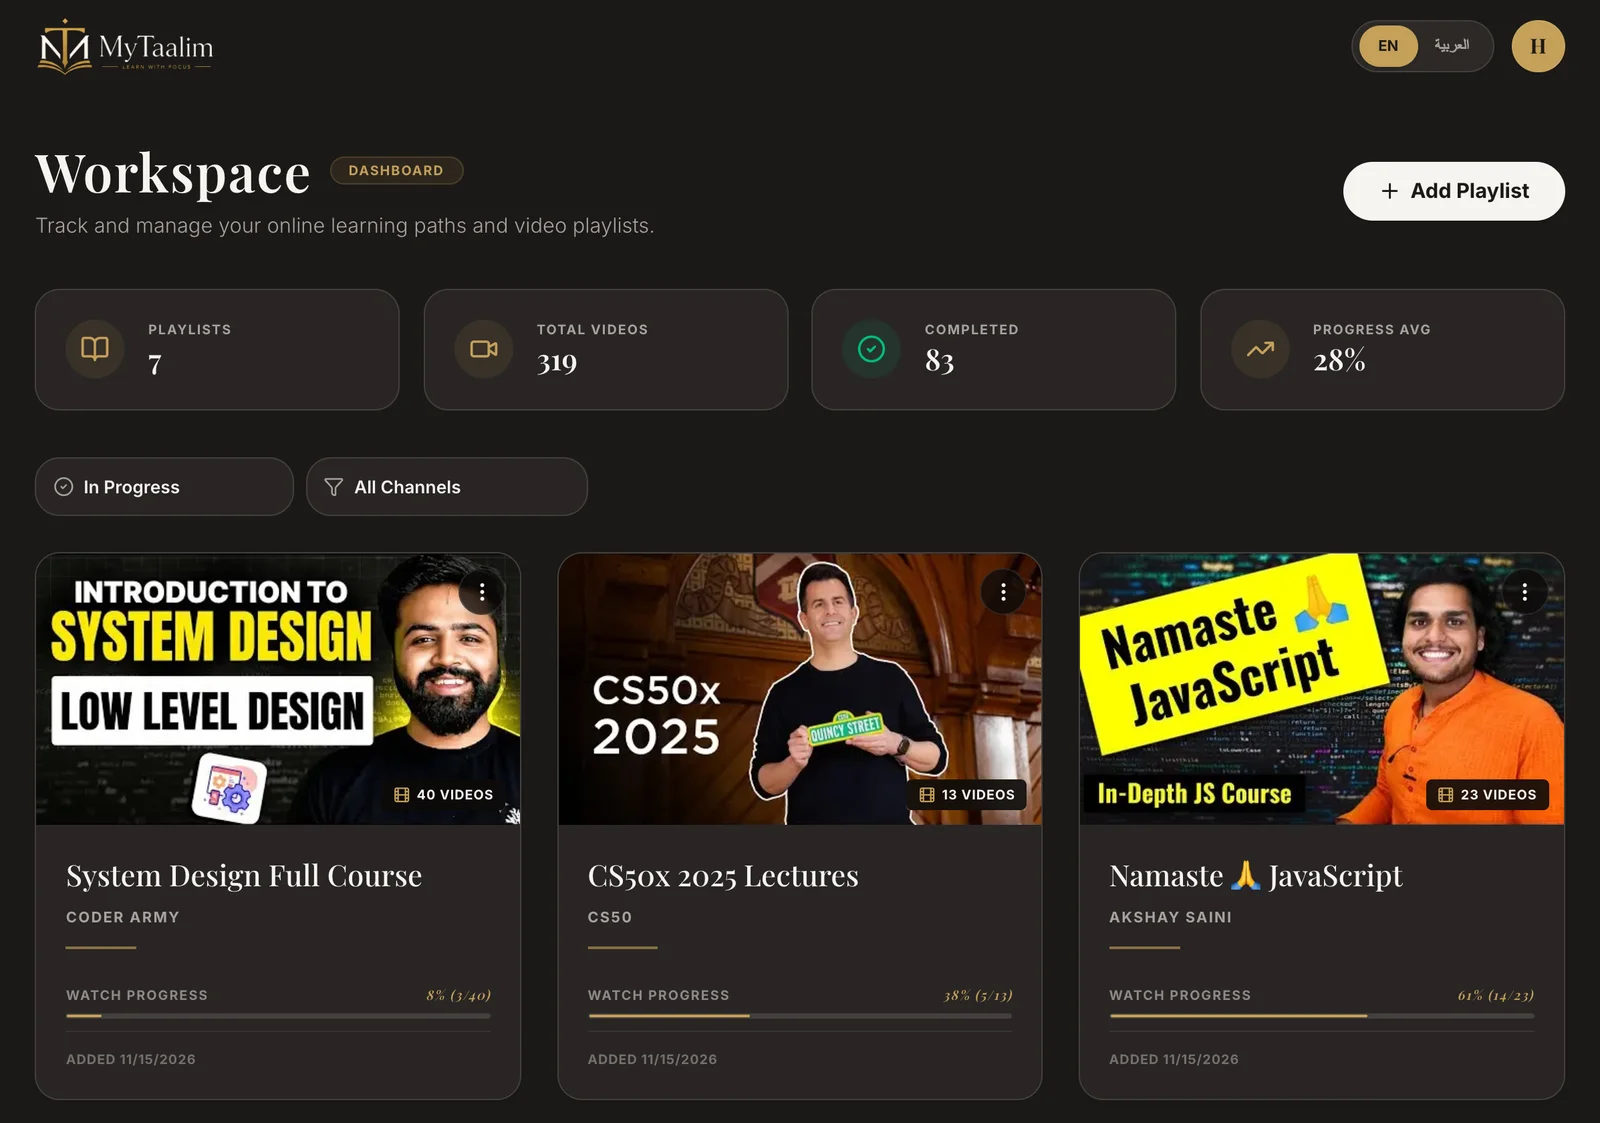 MyTaalim
LEARN WITH FOCUS
EN
العربية
H
Workspace
DASHBOARD
Track and manage your online learning paths and video playlists.
+ Add Playlist
PLAYLISTS
7
TOTAL VIDEOS
319
COMPLETED
83
PROGRESS AVG
28%
In Progress
All Channels
INTRODUCTION TO
SYSTEM DESIGN
LOW LEVEL DESIGN
40 VIDEOS
System Design Full Course
CODER ARMY
WATCH PROGRESS
8% (3/40)
ADDED 11/15/2026
CS50x
2025
QUINCY STREET
13 VIDEOS
CS50x 2025 Lectures
CS50
WATCH PROGRESS
38% (5/13)
ADDED 11/15/2026
Namaste 🙏
JavaScript
In-Depth JS Course
23 VIDEOS
Namaste 🙏 JavaScript
AKSHAY SAINI
WATCH PROGRESS
61% (14/23)
ADDED 11/15/2026